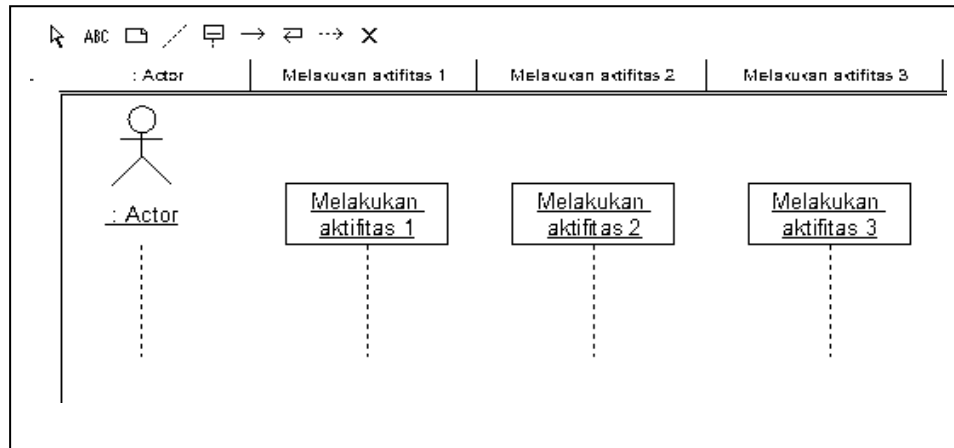 ABC
: Actor Melakukan aktifitas 1 Melakukan aktifitas 2 Melakukan aktifitas 3
: Actor
Melakukan
aktifitas 1
Melakukan
aktifitas 2
Melakukan
aktifitas 3